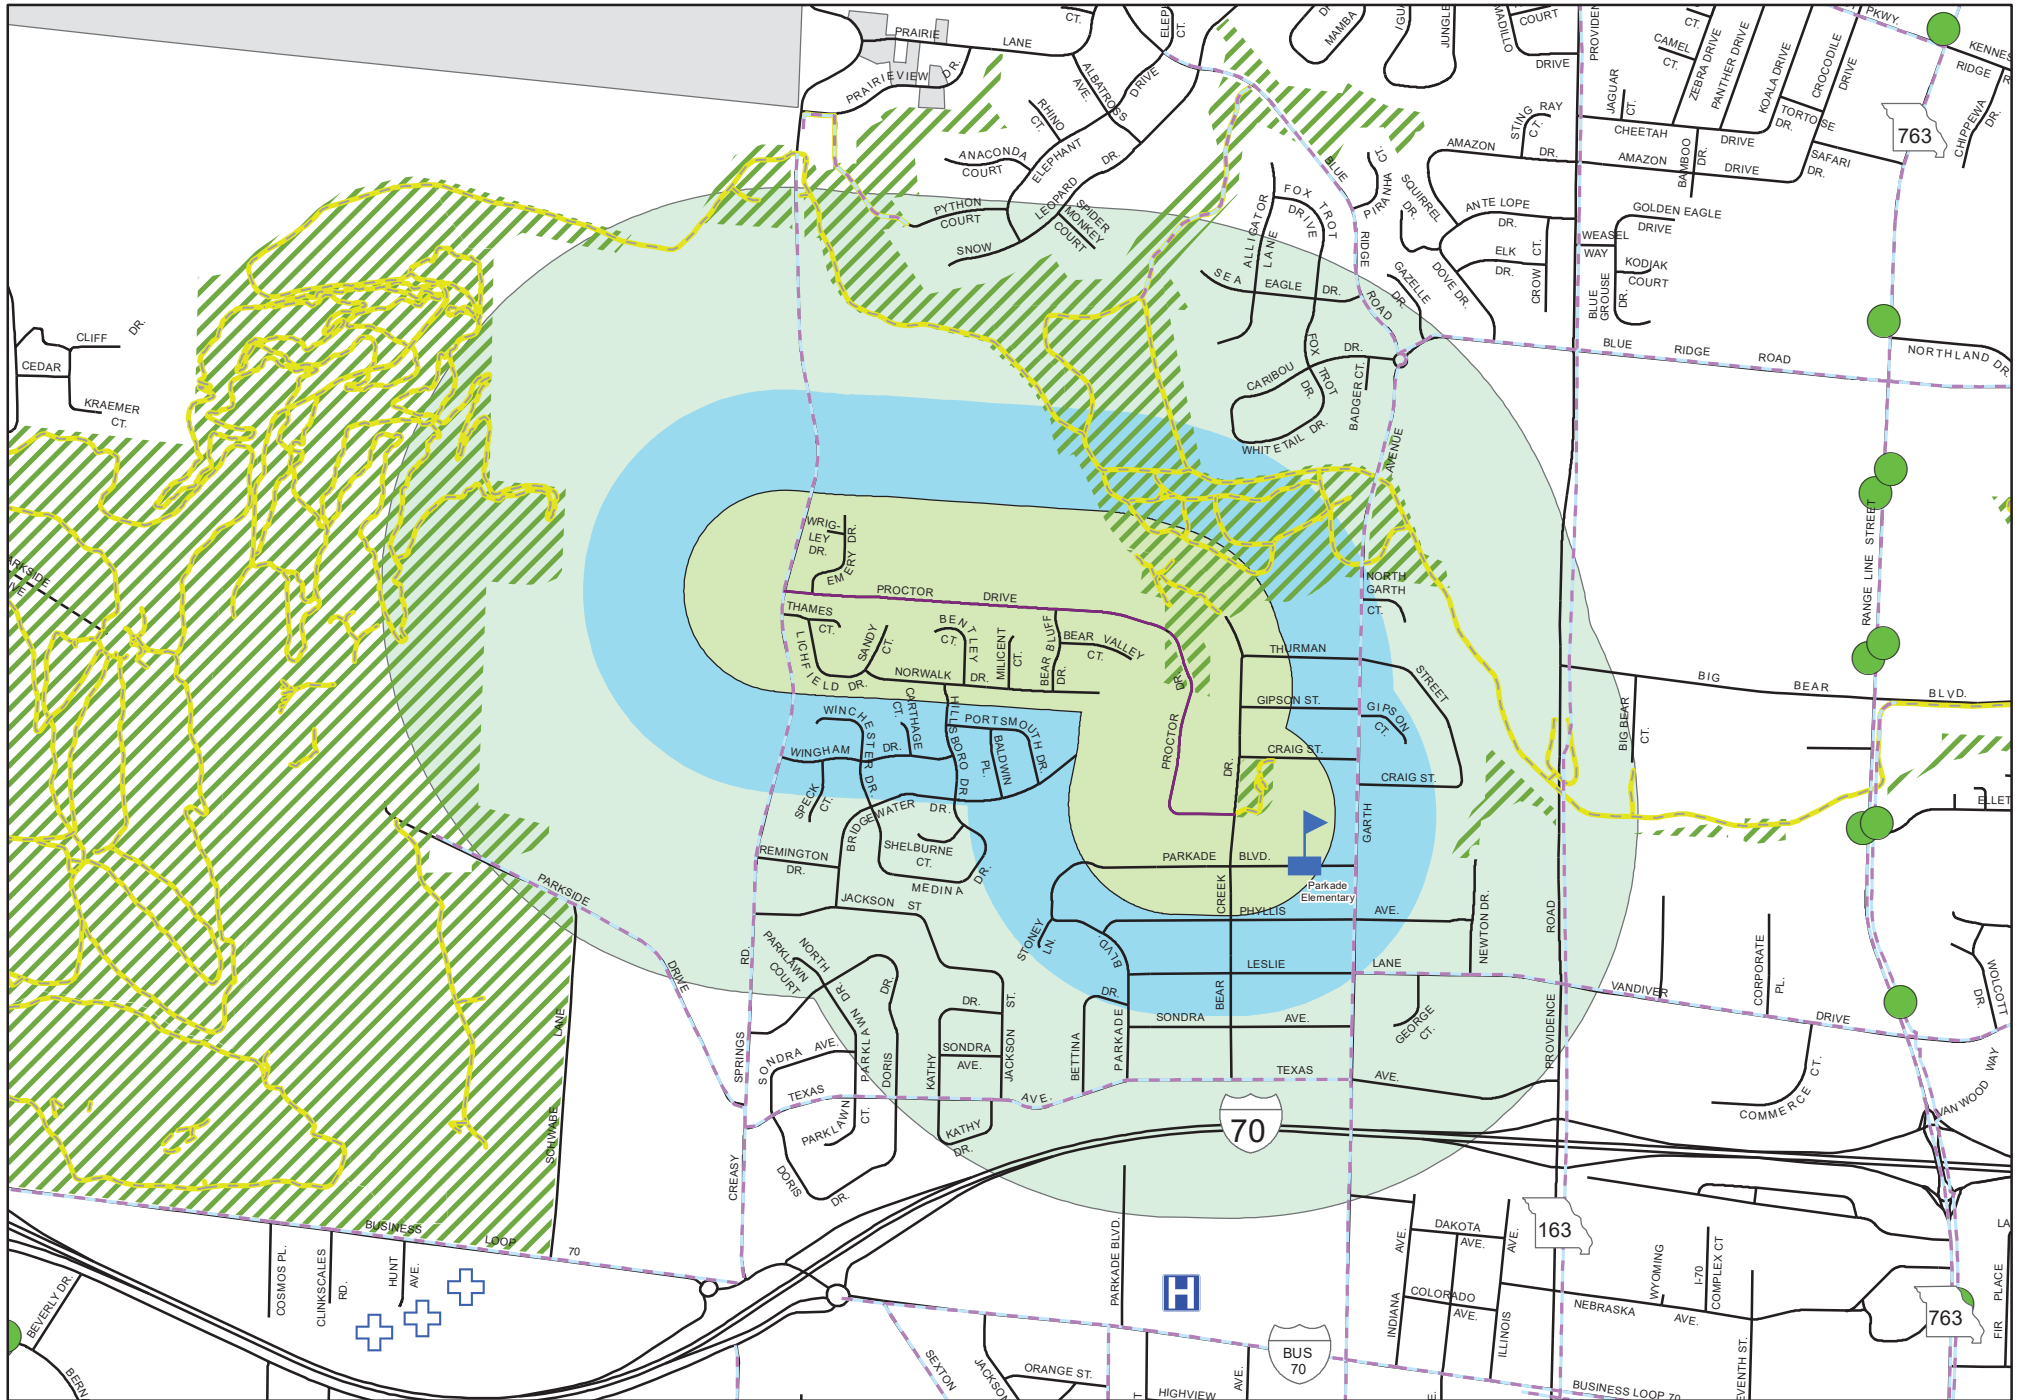 PRAIRIE
LANE
CT.
PRAIRIEVIEW DR.
ALBATROSS
AVE.
DRIVE
CT.
RHINO
CT.
ANACONDA
COURT
ELEPHANT
DR.
LEOPARD
PYTHON
COURT
SPIDER
MONKEY
COURT
SNOW
MAMBA
JUNGLE
COURT
DRIVE
CT.
CAMEL
CT.
ZEBRA DRIVE
PANTHER DRIVE
KOALA DRIVE
CROCODILE
DRIVE
PKWY.
RIDGE
CHIPPEWA
DR.
763
JAGUAR
CT.
STING RAY
CT.
CHEETAH
DRIVE
TORTOISE
DR.
SAFARI
DR.
AMAZON
DR.
AMAZON
DRIVE
BAMBOO
DR.
BLUE
RIDGE
ROAD
PIRANHA
CT.
SQUIRREL
DR.
ANTE LOPE
DR.
ELK
DR.
CROW CT.
DOVE DR.
GAZELLE
DR.
GOLDEN EAGLE
DRIVE
WEASEL
WAY
KODIAK
COURT
BLUE
GROUSE
DR.
FOX TROT
DRIVE
ALLIGATOR
LANE
SEA
EAGLE
DR.
FOX TROT
DR.
CARIBOU
DR.
BADGER CT.
WHITETAIL DR.
AVENUE
BLUE
RIDGE
ROAD
NORTHLAND DR.
CLIFF
DR.
CEDAR
KRAEMER
CT.
RANGE LINE STREET
WRIG-
LEY
DR.
EMERY DR.
PROCTOR
DRIVE
THAMES
CT.
LICHFIELD DR.
SANDY
CT.
BENTLEY
CT.
MILICENT
CT.
BEAR BLUFF
DR.
BEAR VALLEY
CT.
NORWALK
DR.
NORTH
GARTH
CT.
THURMAN
STREET
GIPSON ST.
GIPSON
CT.
CRAIG ST.
CRAIG ST.
PROCTOR
DR.
DR.
BIG
BEAR
BLVD.
BIG BEAR
CT.
WINCHESTER DR.
CARTHAGE
CT.
HILLSBORO DR.
PORTSMOUTH DR.
BALDWIN
PL.
WINGHAM
DR.
SPECK
CT.
BRIDGEWATER DR.
SHELBURNE
CT.
MEDINA
DR.
REMINGTON
DR.
JACKSON ST
PARKADE
BLVD.
Parkade
Elementary
GARTH
CREEK
PHYLLIS
AVE.
NEWTON DR.
STONEY
LN.
BLVD.
LESLIE
LANE
BEAR
DR.
PARKADE
BETTINA
SONDRA
AVE.
GEORGE
CT.
TEXAS
AVE.
PROVIDENCE
ROAD
VANDIVER
DRIVE
CORPORATE
PL.
WOLCOTT
DR.
COMMERCE CT.
VAN WOOD WAY
PARKSIDE
DRIVE
RD.
SPRINGS
CREASY
LANE
SCHWABE
PARKLAWN
COURT
NORTH
DR.
PARKLAWN
DR.
DORIS
SONDRA
AVE.
TEXAS
PARKLAWN
CT.
DORIS
DR.
DR.
SONDRA
AVE.
KATHY
JACKSON
ST.
KATHY
DR.
AVE.
70
BUSINESS
LOOP
70
COSMOS PL.
CLINKSCALES
RD.
HUNT
AVE.
BEVERLY DR.
PARKADE BLVD.
H
BUS
70
SEXTON
ORANGE ST.
HIGHVIEW
AVE.
DAKOTA
AVE.
AVE.
AVE.
INDIANA
COLORADO
AVE.
ILLINOIS
163
WYOMING
I-70
COMPLEX CT
NEBRASKA
AVE.
763
PLACE
FIR
BUSINESS LOOP 70